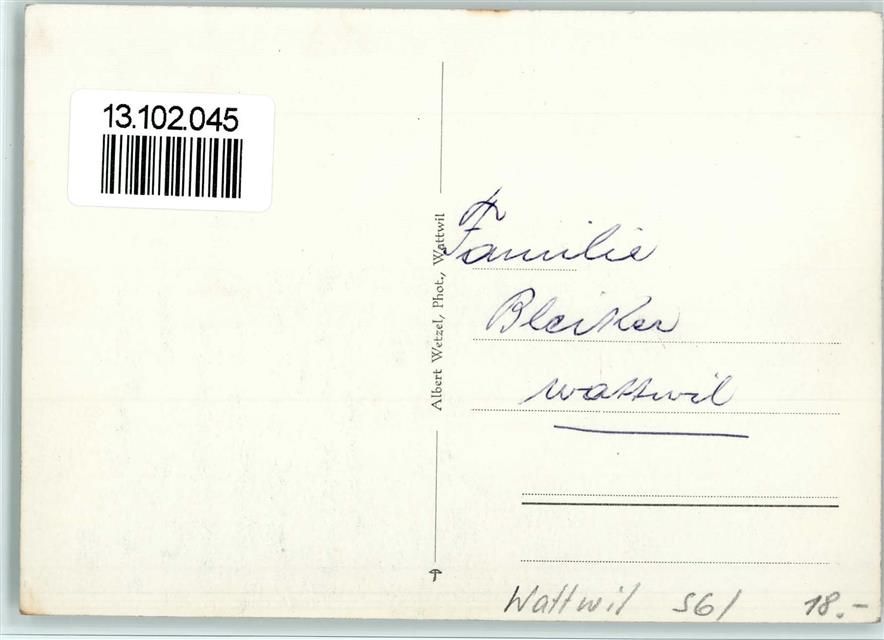 13.102.045
Albert Wetzel, Phot., Wattwil
Familie
Bleiker
Wattwil
Wattwil S61 18.-